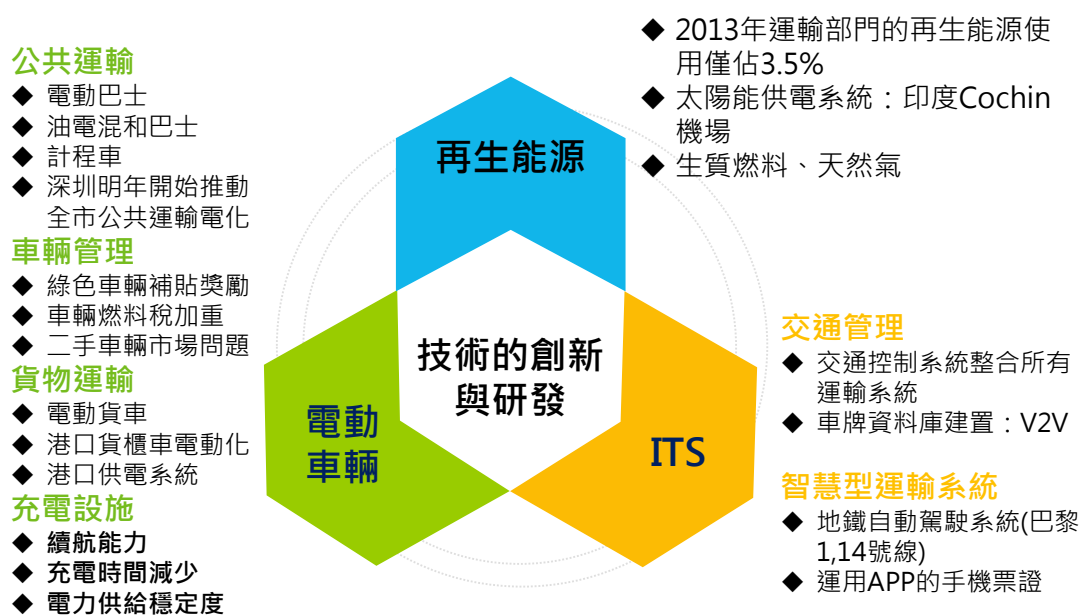 公共運輸
◆ 電動巴士
◆ 油電混和巴士
◆ 計程車
◆ 深圳明年開始推動
全市公共運輸電化
車輛管理
◆ 綠色車輛補貼獎勵
◆ 車輛燃料稅加重
◆ 二手車輛市場問題
貨物運輸
◆ 電動貨車
◆ 港口貨櫃車電動化
◆ 港口供電系統
充電設施
◆ 續航能力
◆ 充電時間減少
◆ 電力供給穩定度
再生能源
技術的創新
與研發
電動
車輛
ITS
◆ 2013年運輸部門的再生能源使
用僅佔3.5%
◆ 太陽能供電系統：印度Cochin
機場
◆ 生質燃料、天然氣
交通管理
◆ 交通控制系統整合所有
運輸系統
◆ 車牌資料庫建置：V2V
智慧型運輸系統
◆ 地鐵自動駕駛系統(巴黎
1,14號線)
◆ 運用APP的手機票證